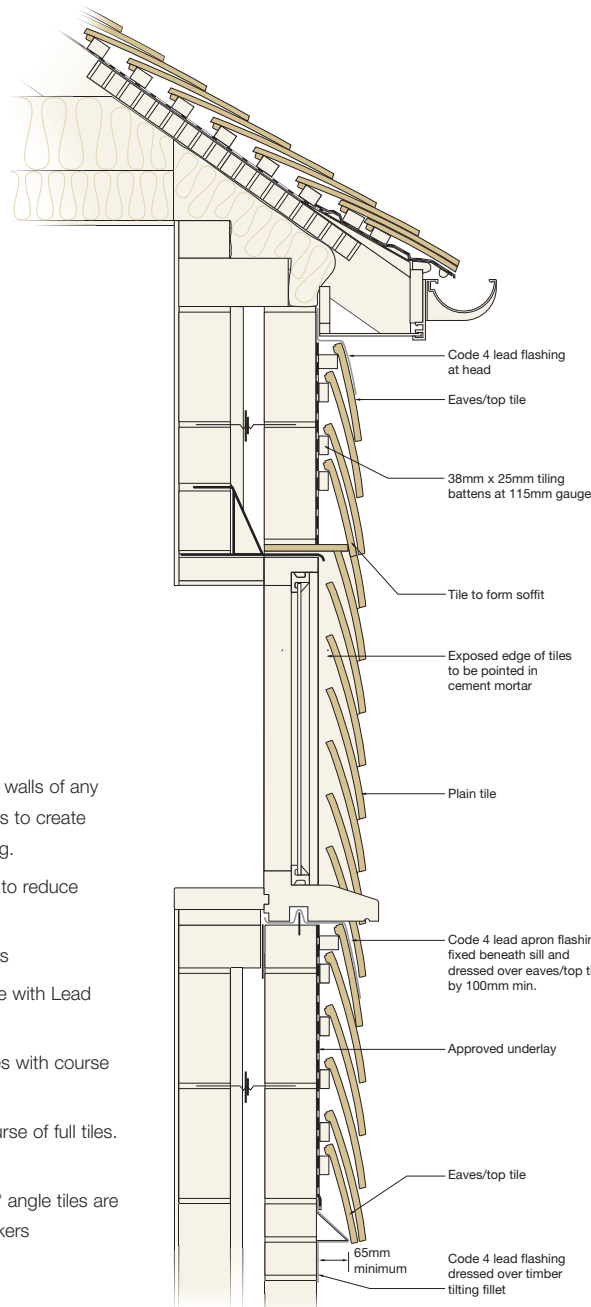 Code 4 lead flashing
at head
Eaves/top tile
38mm x 25mm tiling
battens at 115mm gauge
Tile to form soffit
Exposed edge of tiles
to be pointed in
cement mortar
Plain tile
Code 4 lead apron
fixed beneath sill and
dressed over eaves/top
by 100mm min.
Approved underlay
Eaves/top tile
65mm
minimum
Code 4 lead flashing
dressed over timber
tilting fillet
walls of any
s to create
g.
to reduce
s
e with Lead
es with course
rse of full tiles.
° angle tiles are
kers